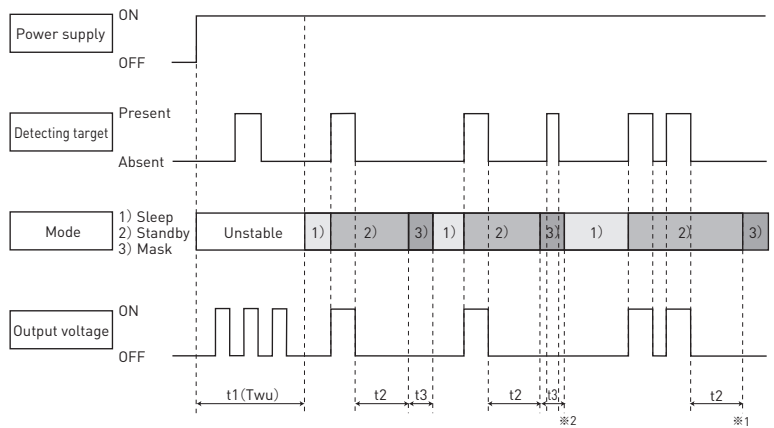 Power supply
ON
OFF
Detecting target
Present
Absent
Mode
1) Sleep
2) Standby
3) Mask
Unstable
1)
2)
3)
1)
2)
3)
1)
2)
3)
Output voltage
ON
OFF
t1(Twu)
t2
t3
t2
t3
t2
※2
※1